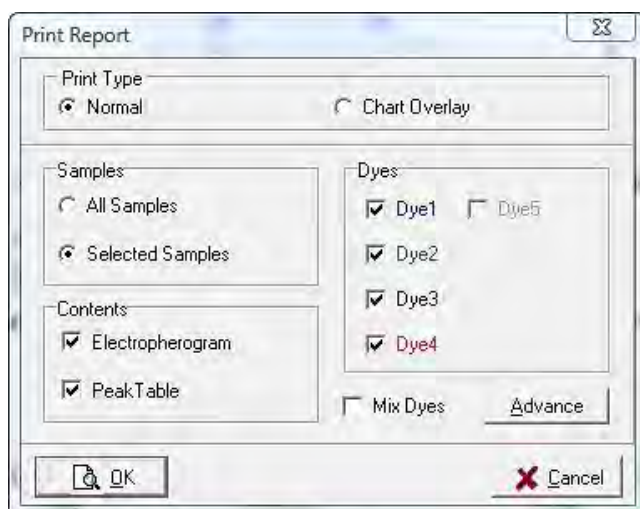 Print Report
Print Type
Normal
Chart Overlay
Samples
All Samples
Selected Samples
Contents
Electropherogram
PeakTable
Dyes
Dye1 Dye5
Dye2
Dye3
Dye4
Mix Dyes
Advance
OK
Cancel